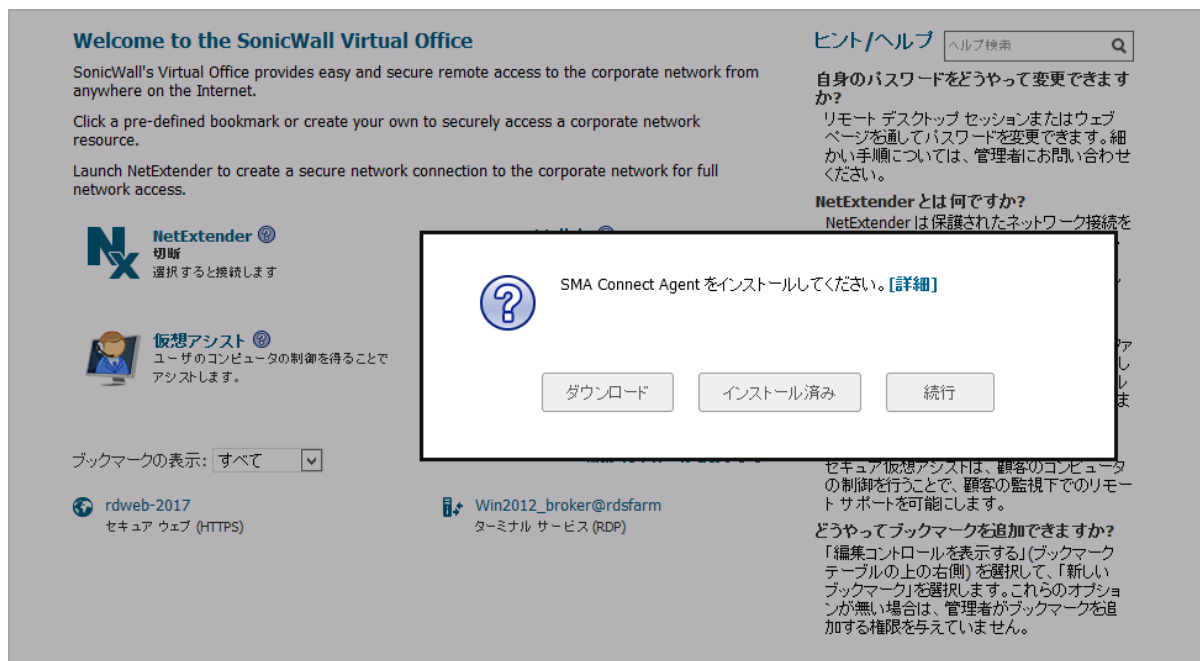 Welcome to the SonicWall Virtual Office
SonicWall's Virtual Office provides easy and secure remote access to the corporate network from
anywhere on the Internet.
Click a pre-defined bookmark or create your own to securely access a corporate network
resource.
Launch NetExtender to create a secure network connection to the corporate network for full
network access.
NetExtender
切断
選択すると接続します
仮想アシスト
ユーザのコンピュータの制御を得ることで
アシストします。
SMA Connect Agent をインストールしてください。[詳細]
ダウンロード
インストール済み
続行
ブックマークの表示: すべて
rdweb-2017
セキュア ウェブ (HTTPS)
Win2012_broker@rdsfarm
ターミナル サービス (RDP)
ヒント/ヘルプ
ヘルプ検索
自身のパスワードをどうやって変更できます
か?
リモート デスクトップ セッションまたはウェブ
ページを通してパスワードを変更できます。細
かい手順については、管理者にお問い合わせ
ください。
NetExtender とは何ですか?
NetExtender は保護されたネットワーク接続を
セキュア仮想アシストは、顧客のコンピュータ
の制御を行うことで、顧客の監視下でのリモー
ト サポートを可能にします。
どうやってブックマークを追加できますか?
「編集コントロールを表示する」(ブックマーク
テーブルの上の右側) を選択して、「新しい
ブックマーク」を選択します。これらのオプショ
ンが無い場合は、管理者がブックマークを追
加する権限を与えていません。